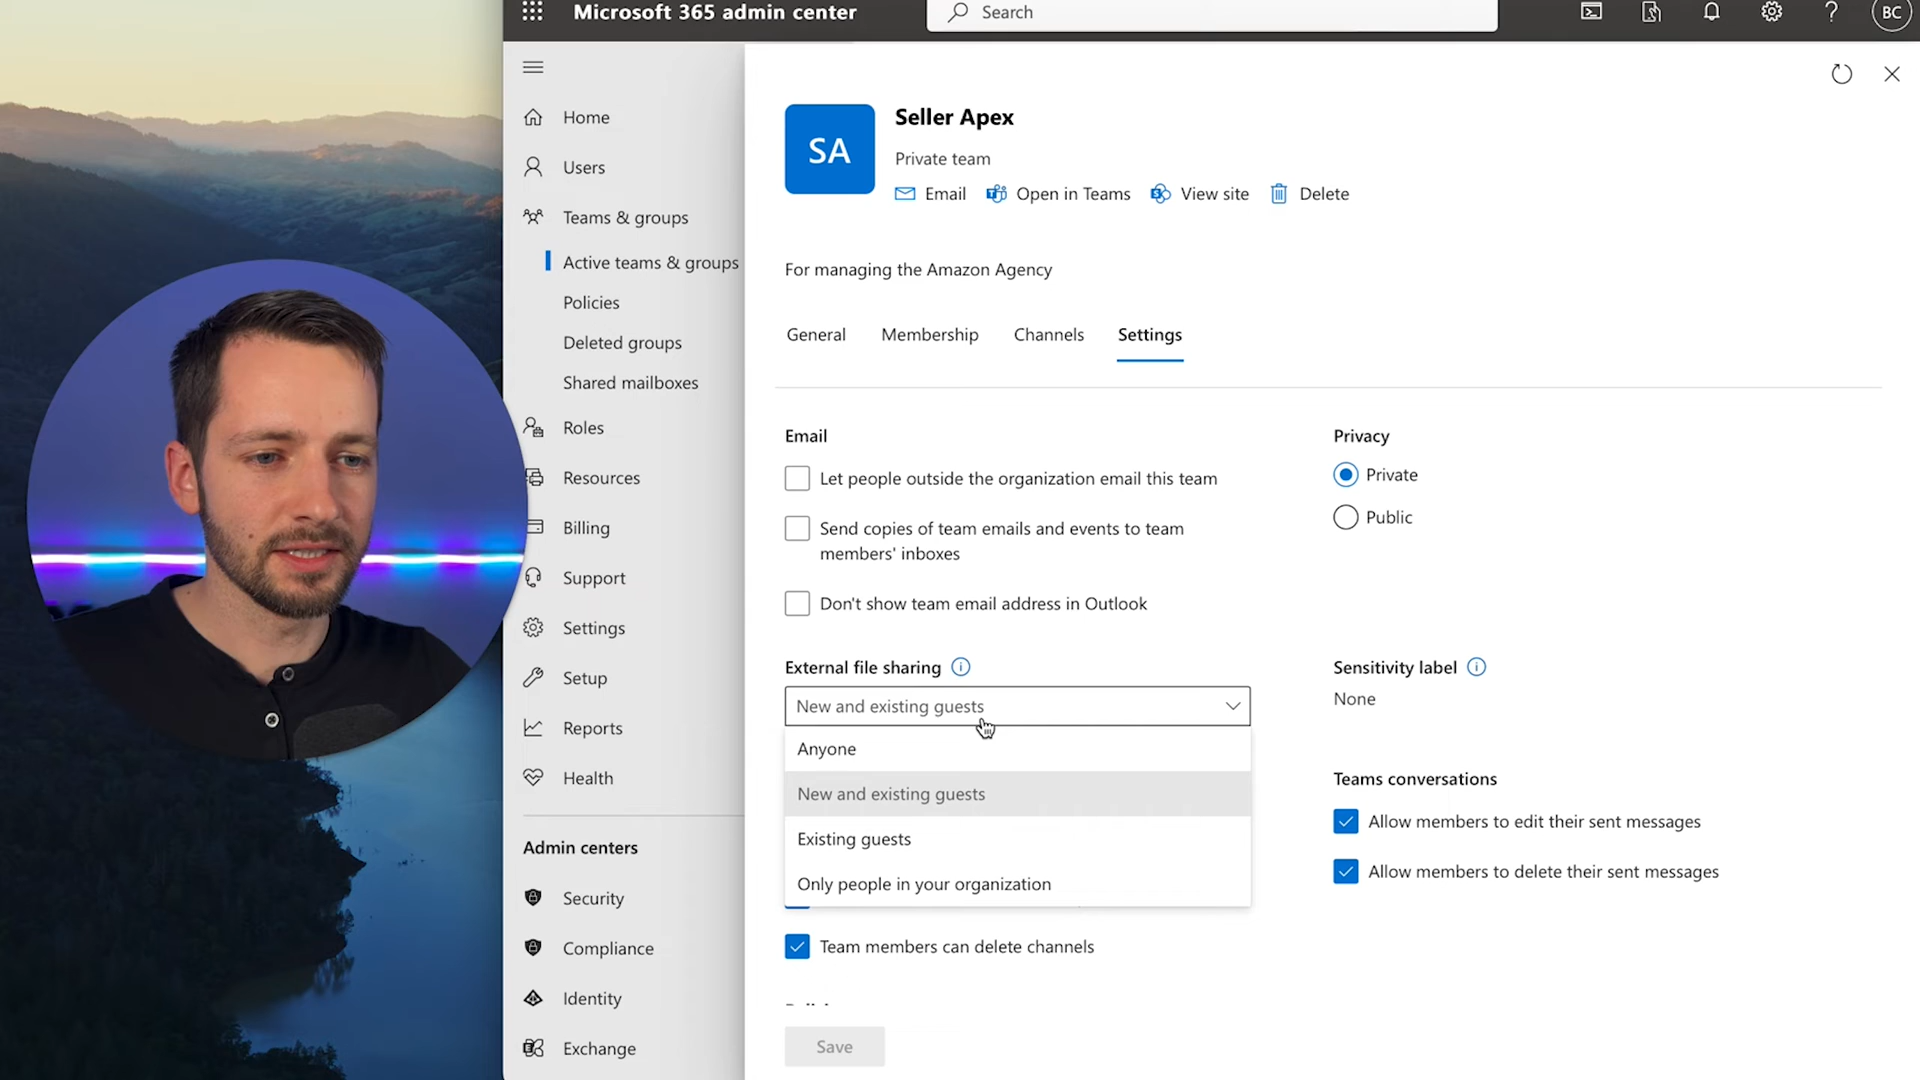 Microsoft 365 admin center
Search
BC
Home
Users
Teams & groups
Active teams & groups
Policies
Deleted groups
Shared mailboxes
Roles
Resources
Billing
Support
Settings
Setup
Reports
Health
Admin centers
Security
Compliance
Identity
Exchange
SA
Seller Apex
Private team
Email
Open in Teams
View site
Delete
For managing the Amazon Agency
General
Membership
Channels
Settings
Email
Let people outside the organization email this team
Send copies of team emails and events to team
members' inboxes
Don't show team email address in Outlook
Privacy
Private
Public
External file sharing
New and existing guests
Anyone
New and existing guests
Existing guests
Only people in your organization
Team members can delete channels
Sensitivity label
None
Teams conversations
Allow members to edit their sent messages
Allow members to delete their sent messages
Save